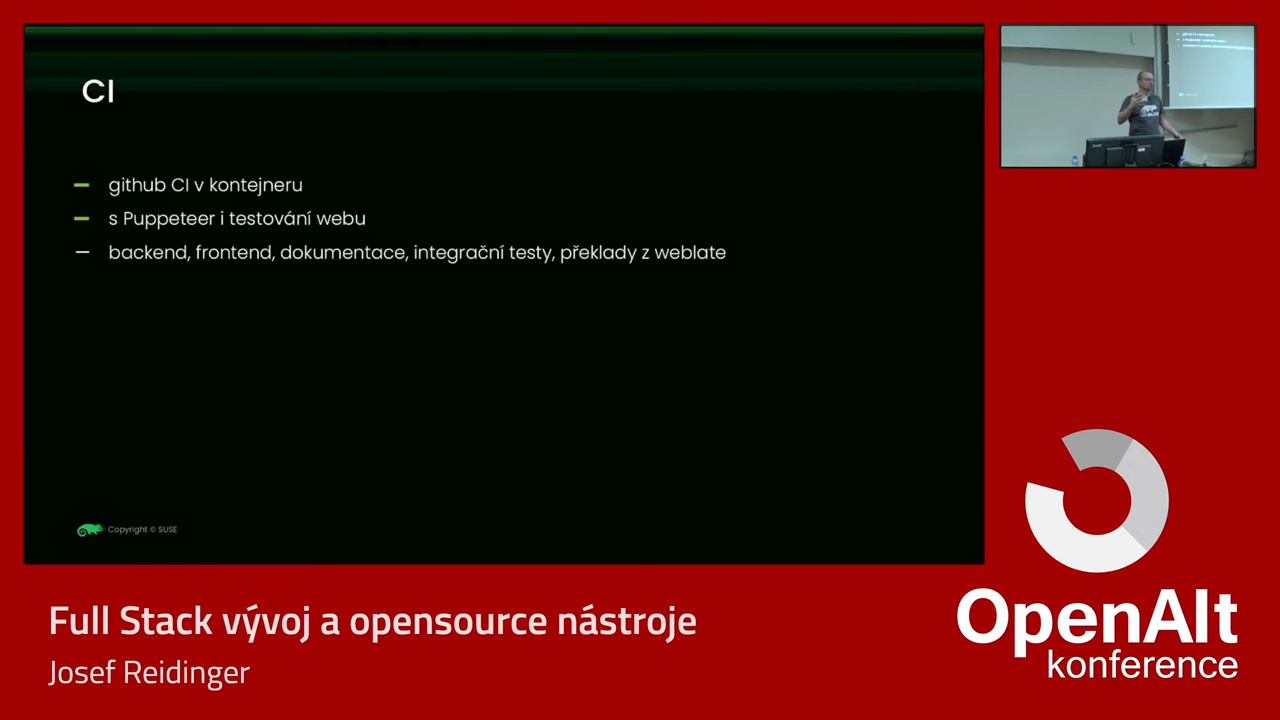 CI
github CI v kontejneru
s Puppeteer i testování webu
backend, frontend, dokumentace, integrační testy, překlady z weblate
Copyright © SUSE
Full Stack vývoj a opensource nástroje
Josef Reidinger
OpenAlt
konference